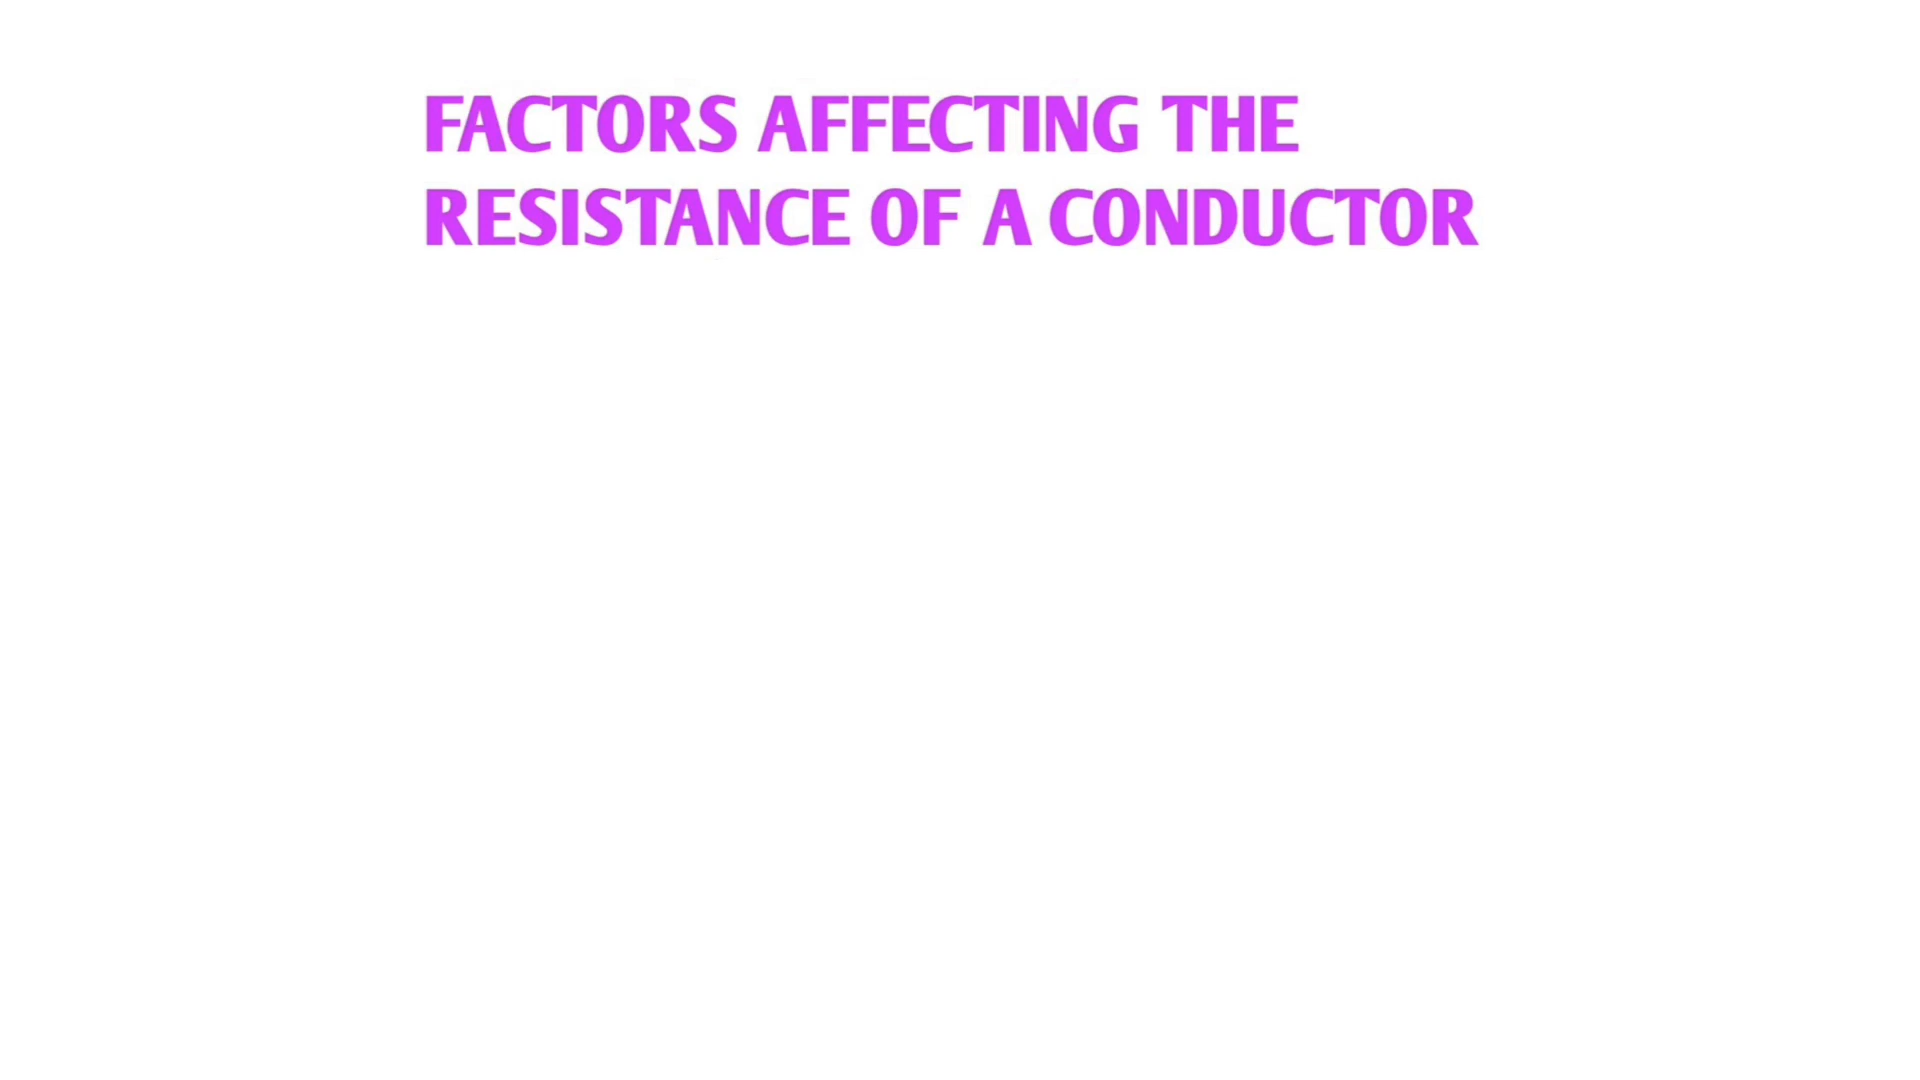 FACTORS AFFECTING THE
RESISTANCE OF A CONDUCTOR